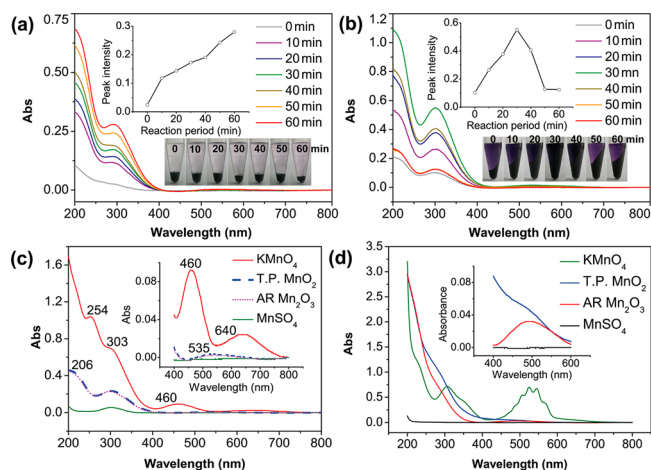 (a)
Abs
0.75
0.50
0.25
0.00
200 300 400 500 600 700 800
Wavelength (nm)
Peak intensity
0.3
0.2
0.1
0.0
0 10 20 30 40 50 60
Reaction period (min)
0 min
10 min
20 min
30 min
40 min
50 min
60 min
0 10 20 30 40 50 60 min
(b)
Abs
1.2
1.0
0.8
0.6
0.4
0.2
0.0
200 300 400 500 600 700 800
Wavelength (nm)
Peak intensity
0.6
0.4
0.2
0.0
0 10 20 30 40 50 60
Reaction period (min)
0 min
10 min
20 min
30 mn
40 min
50 min
60 min
0 10 20 30 40 50 60 min
(c)
Abs
1.6
1.2
0.8
0.4
0.0
200 300 400 500 600 700 800
Wavelength (nm)
254
303
206
460
KMnO₄
T.P. MnO₂
AR Mn₂O₃
MnSO₄
460
640
535
0.08
0.04
0.00
400 500 600 700 800
Wavelength (nm)
(d)
Abs
3.5
3.0
2.5
2.0
1.5
1.0
0.5
0.0
200 300 400 500 600 700 800
Wavelength (nm)
KMnO₄
T.P. MnO₂
AR Mn₂O₃
MnSO₄
Absorbance
0.08
0.04
0.00
400 500 600
Wavelength (nm)